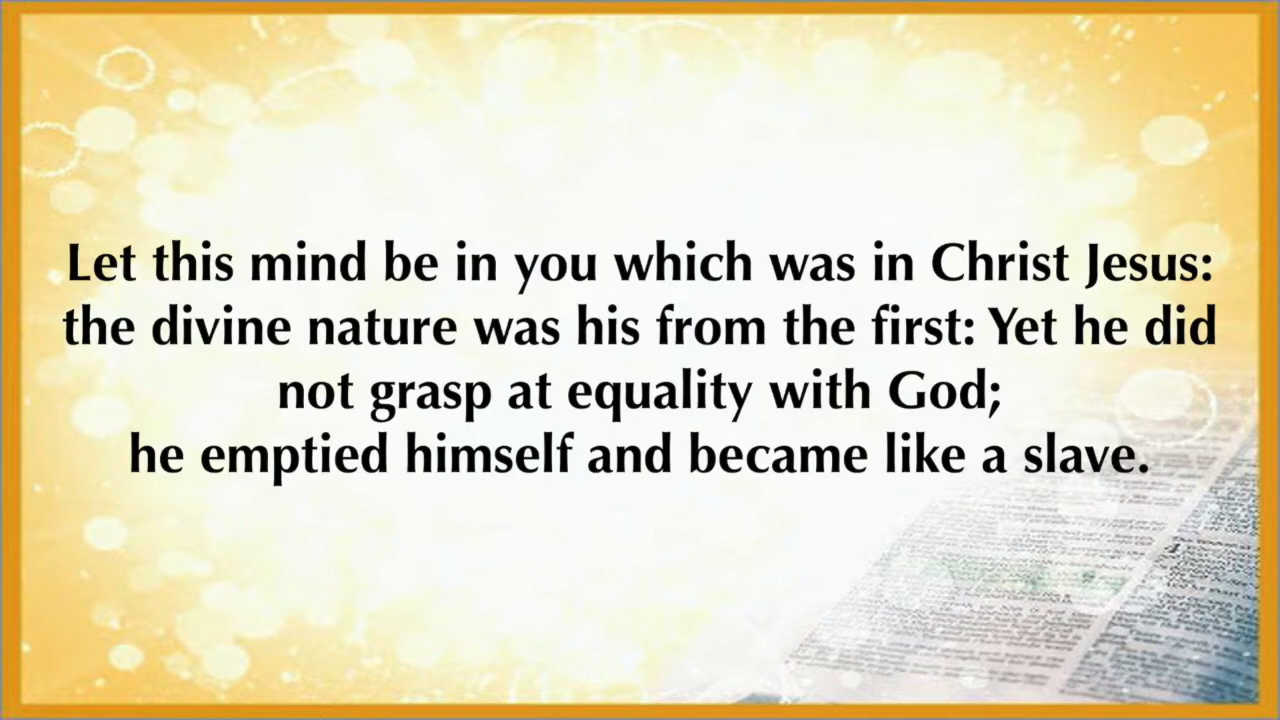 Let this mind be in you which was in Christ Jesus:
the divine nature was his from the first: Yet he did
not grasp at equality with God;
he emptied himself and became like a slave.